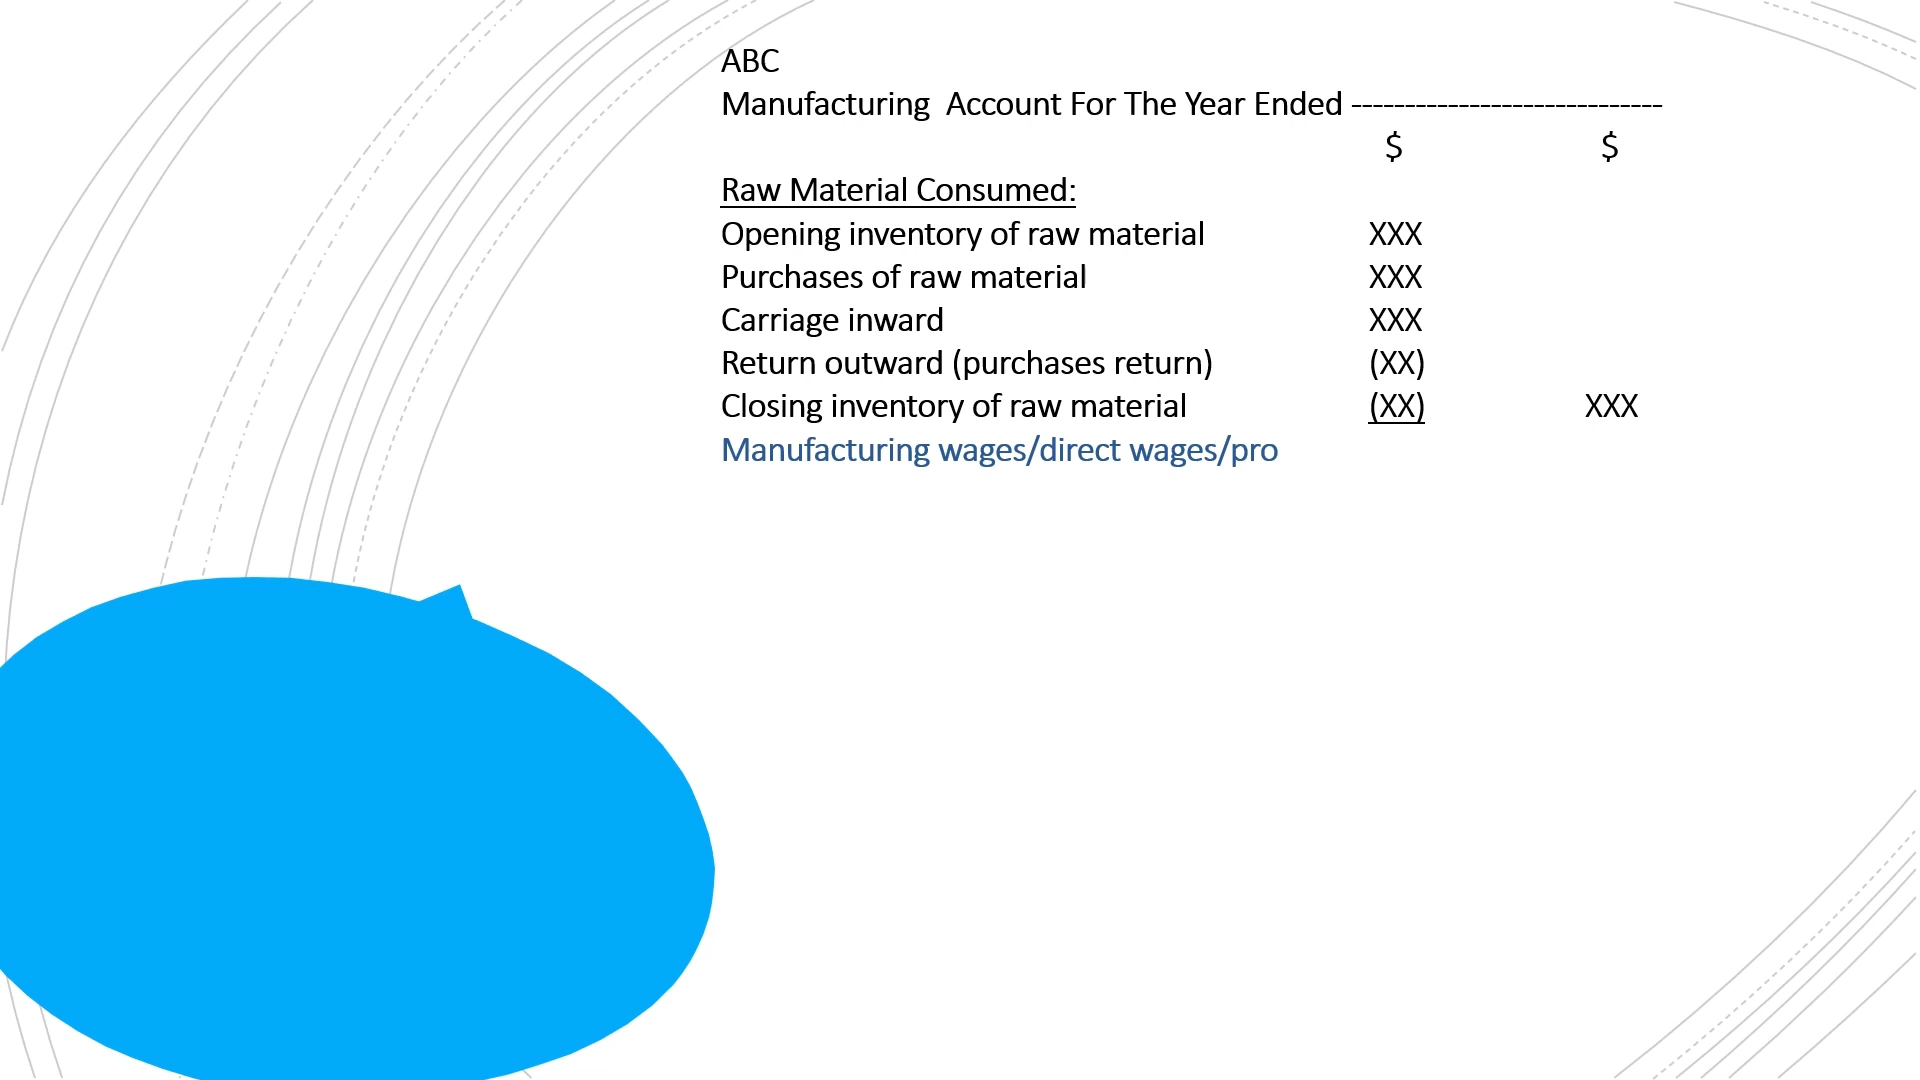 ABC
Manufacturing  Account For The Year Ended -----------------------------
$ $
Raw Material Consumed:
Opening inventory of raw material XXX
Purchases of raw material XXX
Carriage inward XXX
Return outward (purchases return) (XX)
Closing inventory of raw material (XX) XXX
Manufacturing wages/direct wages/pro